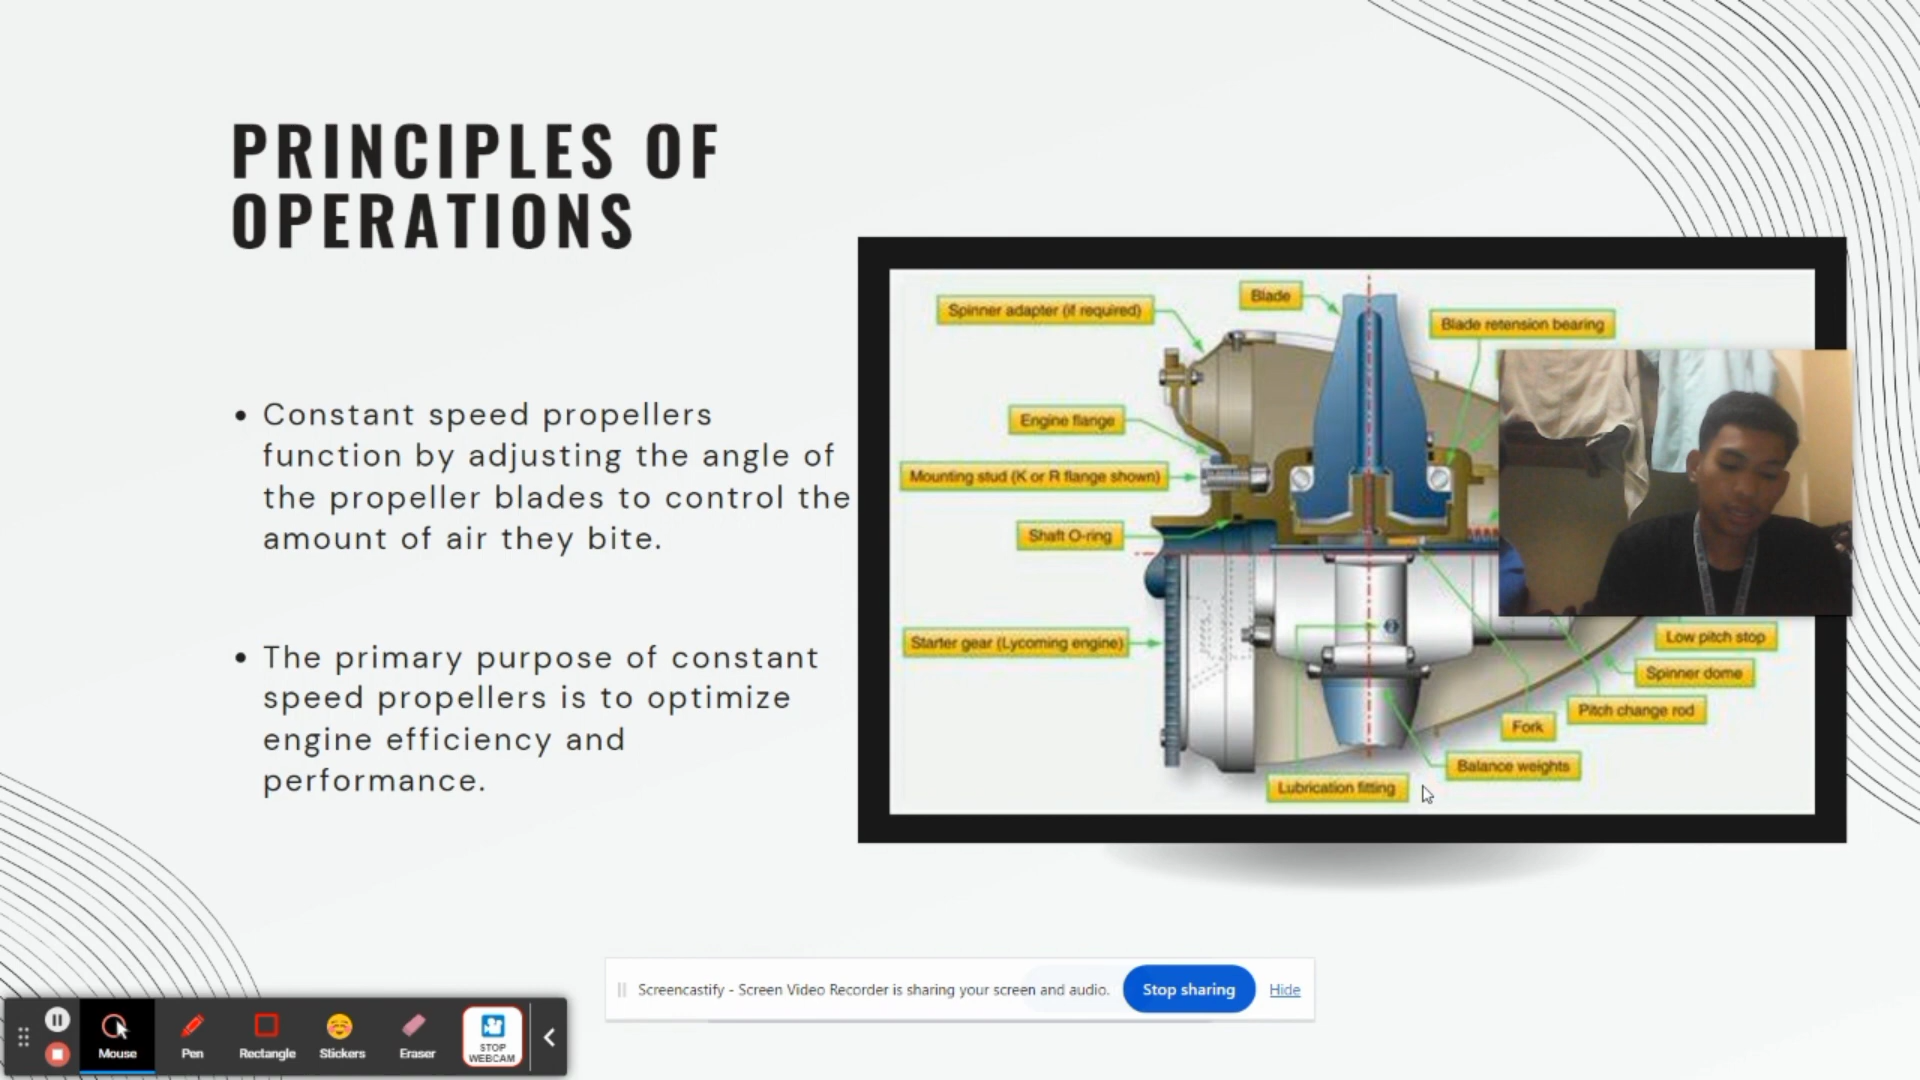 PRINCIPLES OF
OPERATIONS
• Constant speed propellers
function by adjusting the angle of
the propeller blades to control the
amount of air they bite.
• The primary purpose of constant
speed propellers is to optimize
engine efficiency and
performance.
Spinner adapter (if required)
Blade
Blade retension bearing
Engine flange
Mounting stud (K or R flange shown)
Shaft O-ring
Starter gear (Lycoming engine)
Low pitch stop
Spinner dome
Pitch change rod
Fork
Balance weights
Lubrication fitting
Screencastify - Screen Video Recorder is sharing your screen and audio.
Stop sharing
Hide
Mouse
Pen
Rectangle
Stickers
Eraser
STOP
WEBCAM